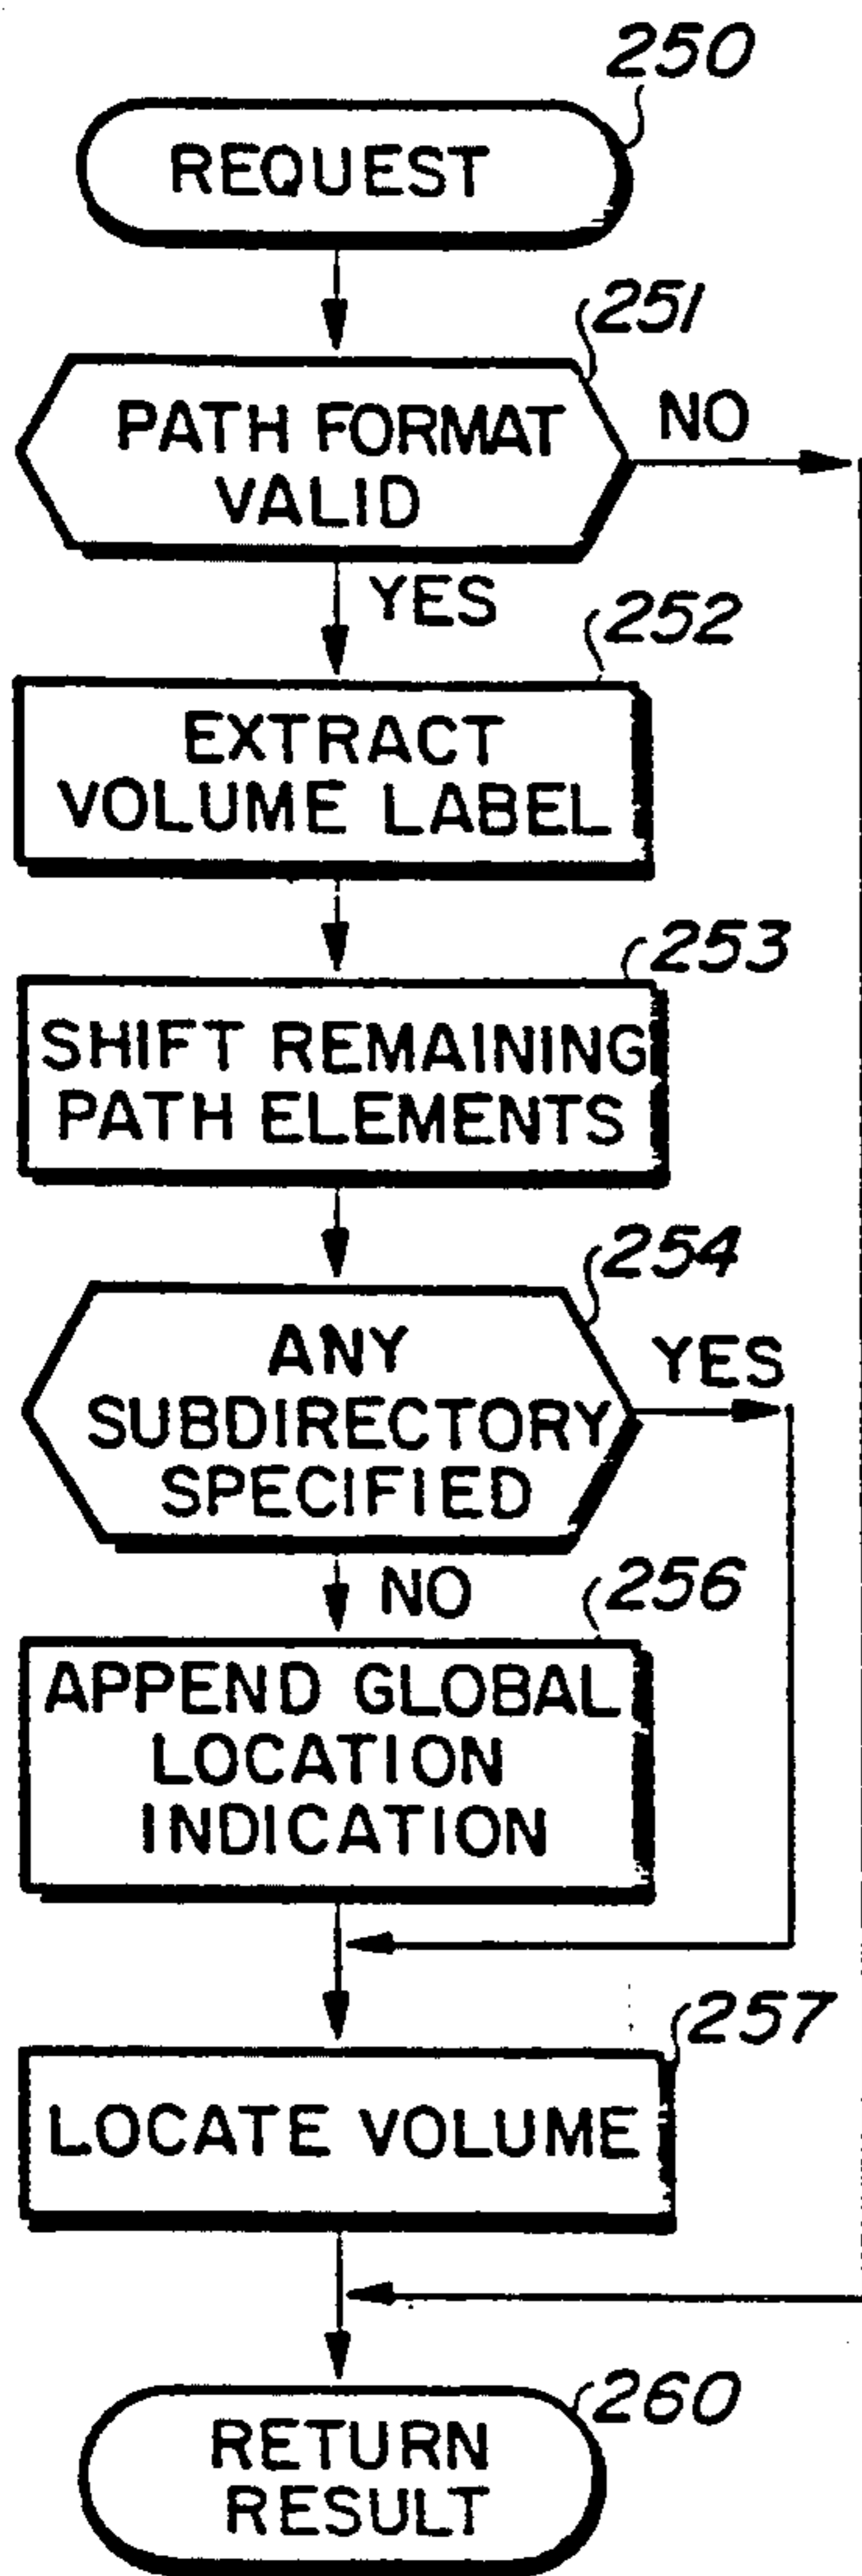 250
REQUEST
251
PATH FORMAT
VALID
NO
YES
252
EXTRACT
VOLUME LABEL
253
SHIFT REMAINING
PATH ELEMENTS
254
ANY
SUBDIRECTORY
SPECIFIED
YES
NO
256
APPEND GLOBAL
LOCATION
INDICATION
257
LOCATE VOLUME
260
RETURN
RESULT